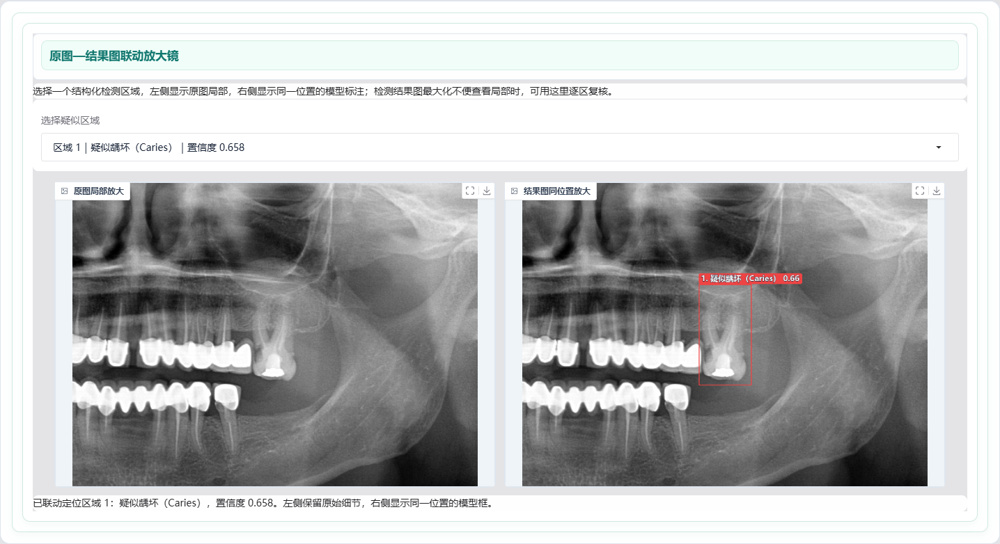 原图—结果图联动放大镜
选择一个结构化检测区域，左侧显示原图局部，右侧显示同一位置的模型标注；检测结果图最大化不便查看局部时，可用这里逐区复核。
选择疑似区域
区域 1｜疑似龋坏（Caries）｜置信度 0.658
原图局部放大
结果图同位置放大
1. 疑似龋坏（Caries） 0.66
已联动定位区域 1：疑似龋坏（Caries），置信度 0.658。左侧保留原始细节，右侧显示同一位置的模型框。